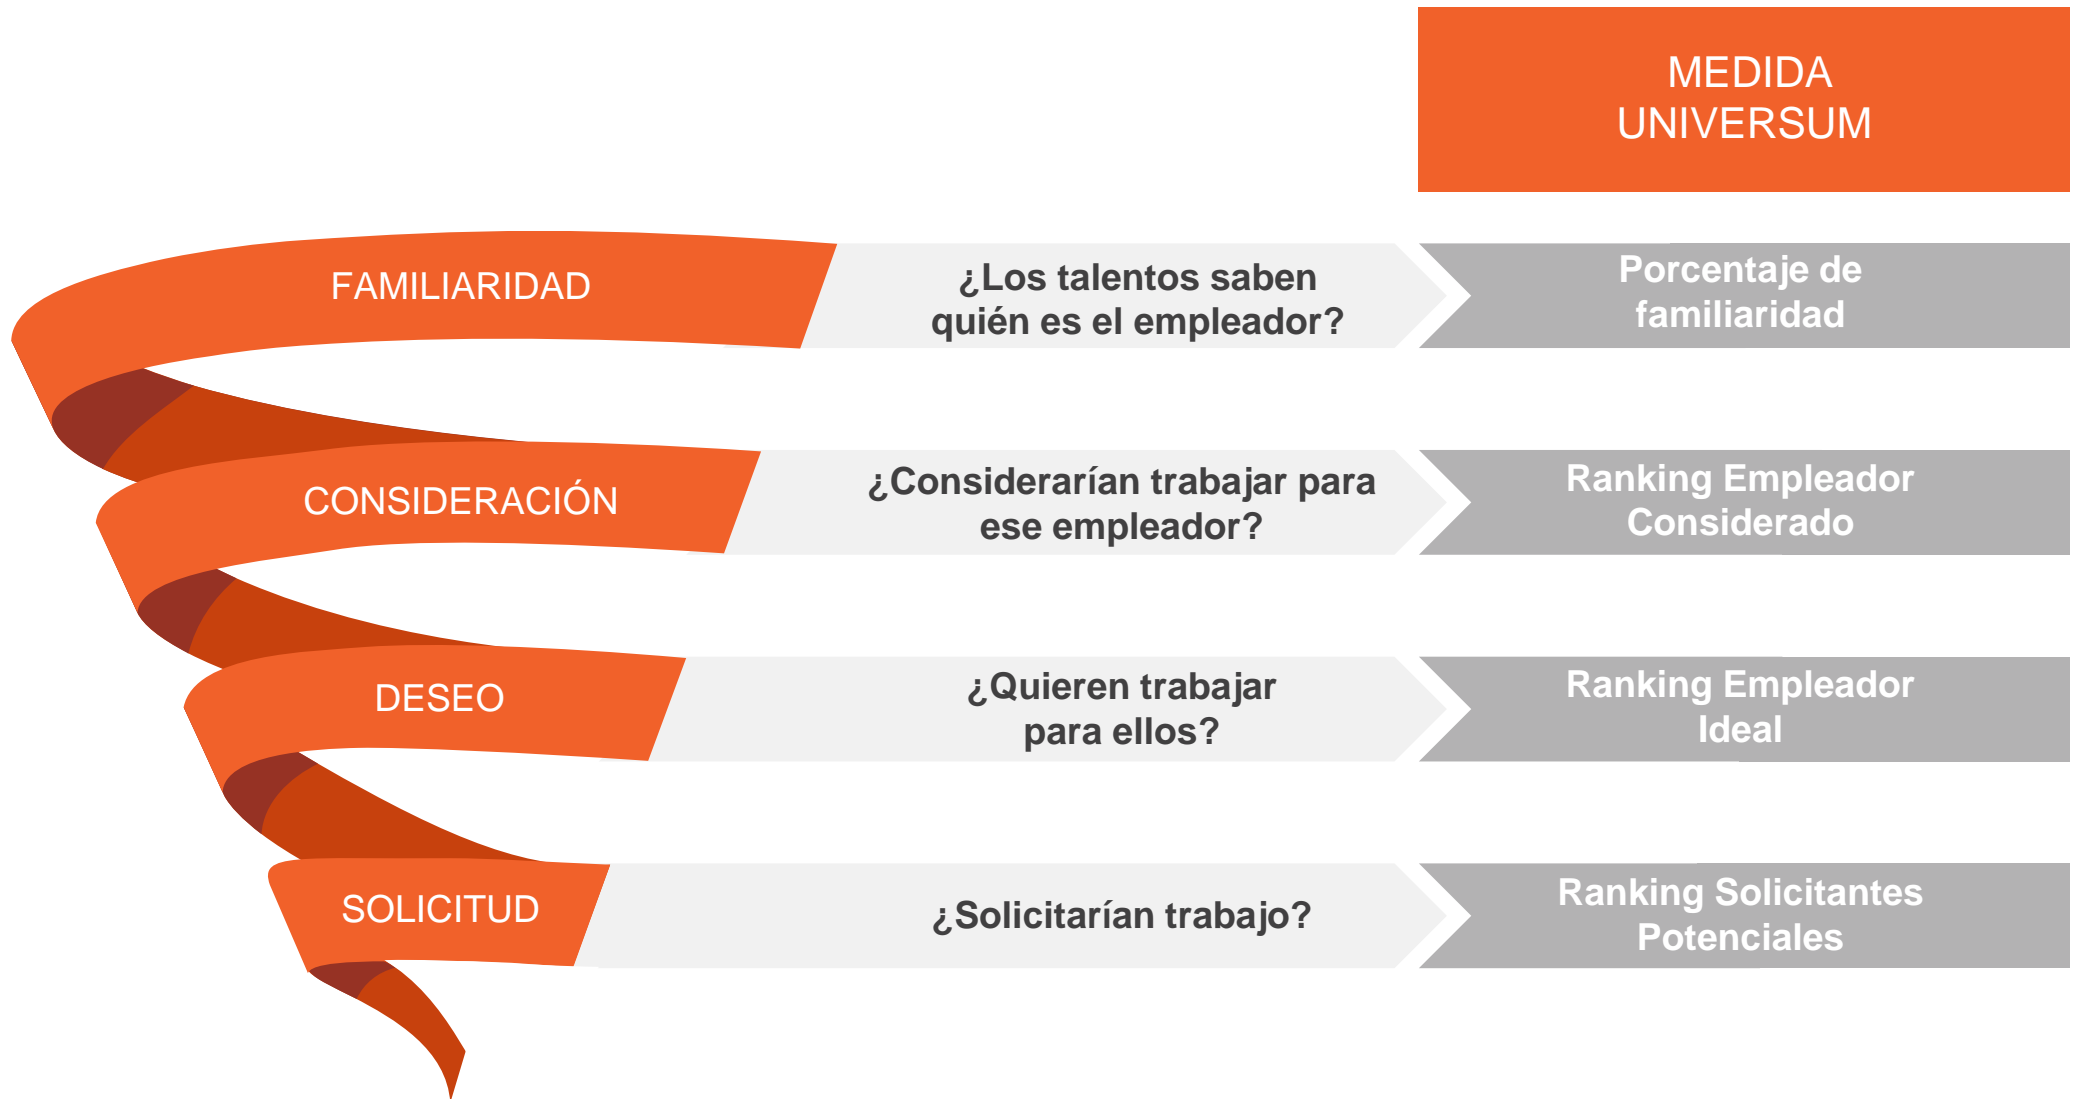 MEDIDA
UNIVERSUM
FAMILIARIDAD
¿Los talentos saben
quién es el empleador?
Porcentaje de
familiaridad
CONSIDERACIÓN
¿Considerarían trabajar para
ese empleador?
Ranking Empleador
Considerado
DESEO
¿Quieren trabajar
para ellos?
Ranking Empleador
Ideal
SOLICITUD
¿Solicitarían trabajo?
Ranking Solicitantes
Potenciales